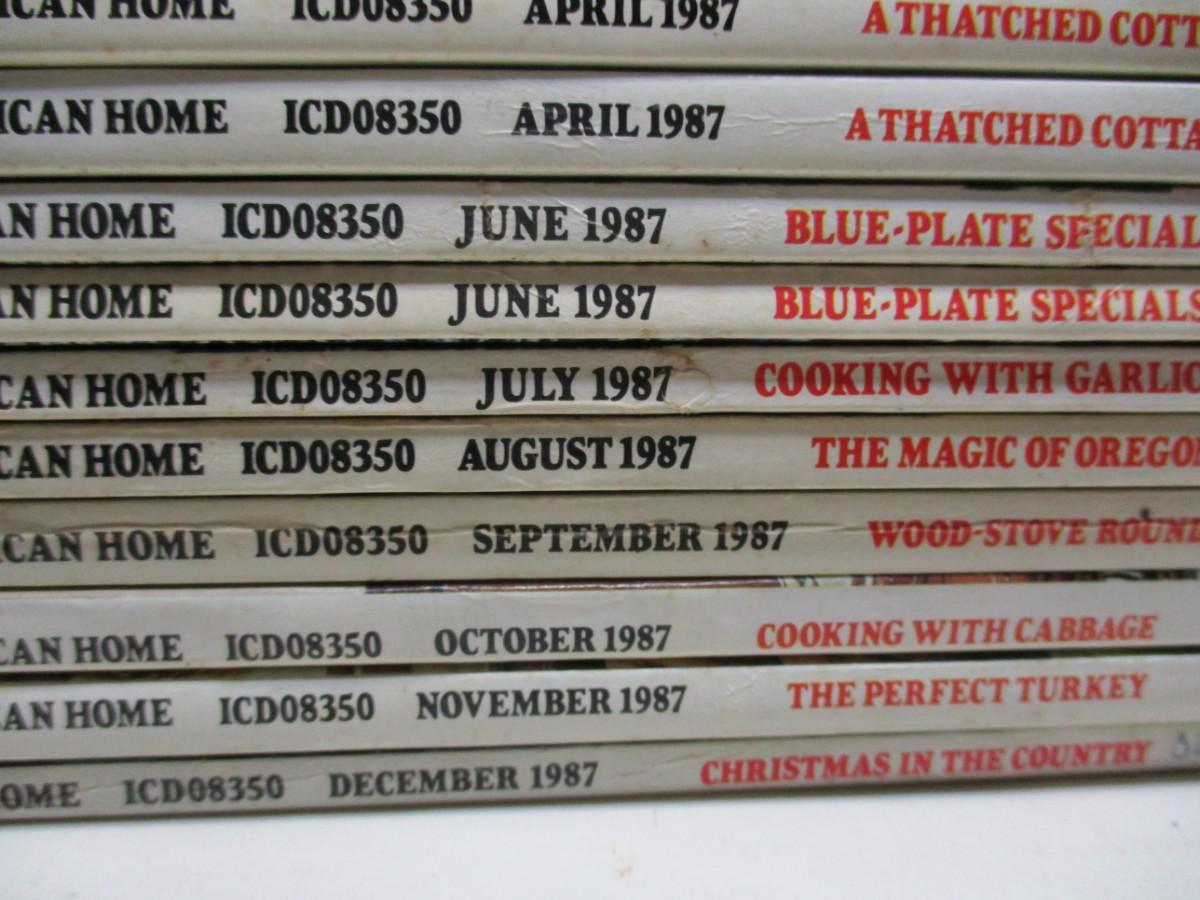 ICAN HOME ICD08350 APRIL 1987 A THATCHED COTT
ICAN HOME ICD08350 APRIL 1987 A THATCHED COTTA
AN HOME ICD08350 JUNE 1987 BLUE-PLATE SPECIAL
AN HOME ICD08350 JUNE 1987 BLUE-PLATE SPECIALS
CAN HOME ICD08350 JULY 1987 COOKING WITH GARLIC
CAN HOME ICD08350 AUGUST 1987 THE MAGIC OF OREGON
ICAN HOME ICD08350 SEPTEMBER 1987 WOOD-STOVE ROUND
CAN HOME ICD08350 OCTOBER 1987 COOKING WITH CABBAGE
CAN HOME ICD08350 NOVEMBER 1987 THE PERFECT TURKEY
OME ICD08350 DECEMBER 1987 CHRISTMAS IN THE COUNTRY